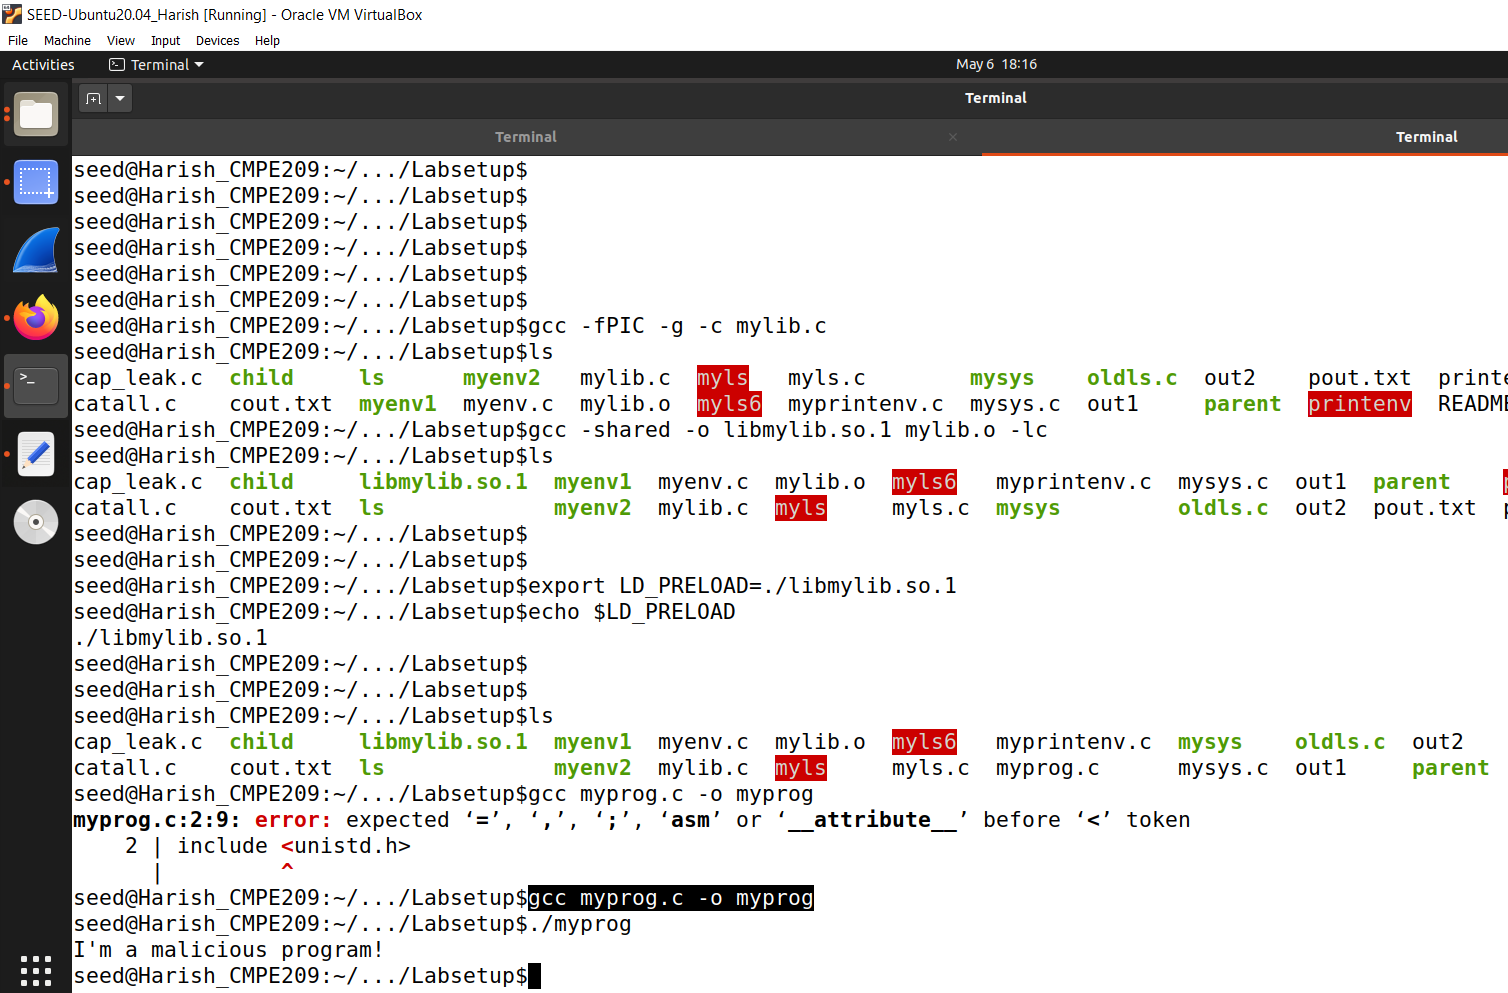 SEED-Ubuntu20.04_Harish [Running] - Oracle VM VirtualBox
File Machine View Input Devices Help
Activities Terminal May 6 18:16
Terminal
Terminal × Terminal
seed@Harish_CMPE209:~/.../Labsetup$
seed@Harish_CMPE209:~/.../Labsetup$
seed@Harish_CMPE209:~/.../Labsetup$
seed@Harish_CMPE209:~/.../Labsetup$
seed@Harish_CMPE209:~/.../Labsetup$
seed@Harish_CMPE209:~/.../Labsetup$
seed@Harish_CMPE209:~/.../Labsetup$gcc -fPIC -g -c mylib.c
seed@Harish_CMPE209:~/.../Labsetup$ls
cap_leak.c child ls myenv2 mylib.c myls myls.c mysys oldls.c out2 pout.txt printe
catall.c cout.txt myenv1 myenv.c mylib.o myls6 myprintenv.c mysys.c out1 parent printenv README
seed@Harish_CMPE209:~/.../Labsetup$gcc -shared -o libmylib.so.1 mylib.o -lc
seed@Harish_CMPE209:~/.../Labsetup$ls
cap_leak.c child libmylib.so.1 myenv1 myenv.c mylib.o myls6 myprintenv.c mysys.c out1 parent
catall.c cout.txt ls myenv2 mylib.c myls myls.c mysys oldls.c out2 pout.txt
seed@Harish_CMPE209:~/.../Labsetup$
seed@Harish_CMPE209:~/.../Labsetup$
seed@Harish_CMPE209:~/.../Labsetup$export LD_PRELOAD=./libmylib.so.1
seed@Harish_CMPE209:~/.../Labsetup$echo $LD_PRELOAD
./libmylib.so.1
seed@Harish_CMPE209:~/.../Labsetup$
seed@Harish_CMPE209:~/.../Labsetup$
seed@Harish_CMPE209:~/.../Labsetup$ls
cap_leak.c child libmylib.so.1 myenv1 myenv.c mylib.o myls6 myprintenv.c mysys oldls.c out2
catall.c cout.txt ls myenv2 mylib.c myls myls.c myprog.c mysys.c out1 parent
seed@Harish_CMPE209:~/.../Labsetup$gcc myprog.c -o myprog
myprog.c:2:9: error: expected ‘=’, ‘,’, ‘;’, ‘asm’ or ‘__attribute__’ before ‘<’ token
2 | include <unistd.h>
| ^
seed@Harish_CMPE209:~/.../Labsetup$gcc myprog.c -o myprog
seed@Harish_CMPE209:~/.../Labsetup$./myprog
I'm a malicious program!
seed@Harish_CMPE209:~/.../Labsetup$